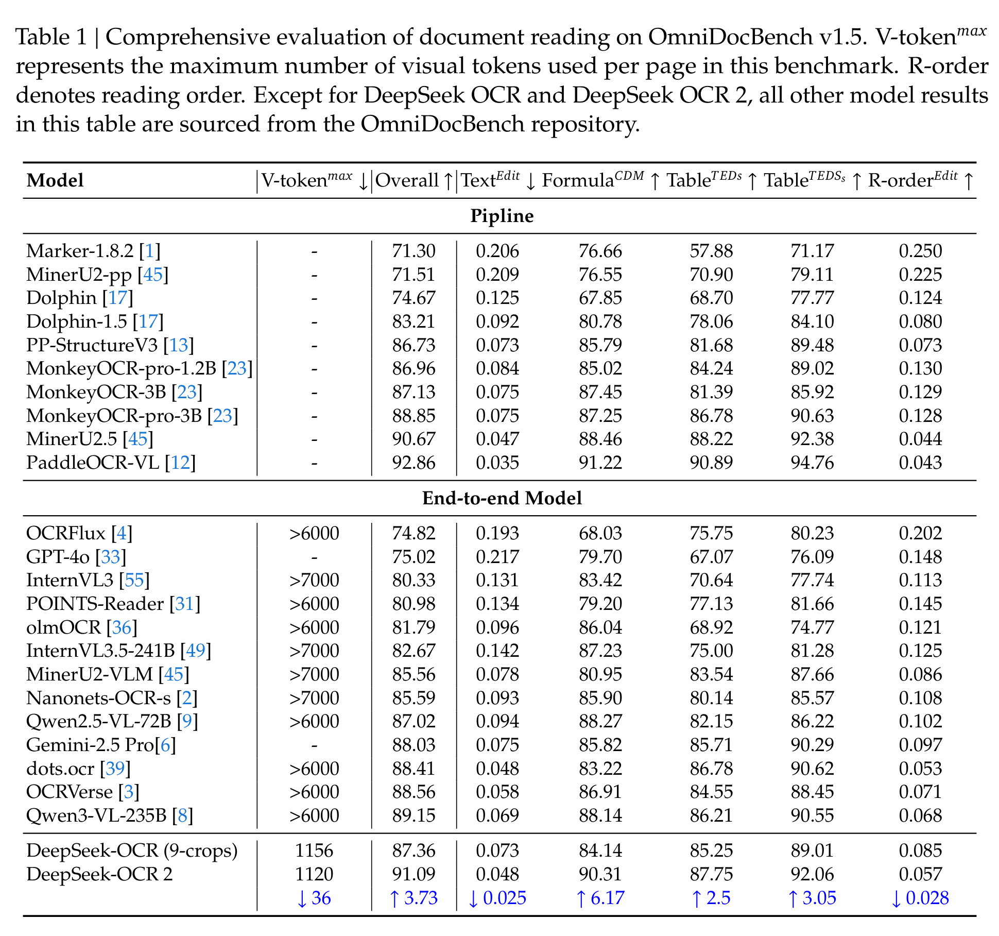 Table 1 | Comprehensive evaluation of document reading on OmniDocBench v1.5. V-token^max
represents the maximum number of visual tokens used per page in this benchmark. R-order
denotes reading order. Except for DeepSeek OCR and DeepSeek OCR 2, all other model results
in this table are sourced from the OmniDocBench repository.
Model V-token^max ↓ Overall ↑ Text^Edit ↓ Formula^CDM ↑ Table^TEDs ↑ Table^TEDS_s ↑ R-order^Edit ↑
Pipline
Marker-1.8.2 [1] - 71.30 0.206 76.66 57.88 71.17 0.250
MinerU2-pp [45] - 71.51 0.209 76.55 70.90 79.11 0.225
Dolphin [17] - 74.67 0.125 67.85 68.70 77.77 0.124
Dolphin-1.5 [17] - 83.21 0.092 80.78 78.06 84.10 0.080
PP-StructureV3 [13] - 86.73 0.073 85.79 81.68 89.48 0.073
MonkeyOCR-pro-1.2B [23] - 86.96 0.084 85.02 84.24 89.02 0.130
MonkeyOCR-3B [23] - 87.13 0.075 87.45 81.39 85.92 0.129
MonkeyOCR-pro-3B [23] - 88.85 0.075 87.25 86.78 90.63 0.128
MinerU2.5 [45] - 90.67 0.047 88.46 88.22 92.38 0.044
PaddleOCR-VL [12] - 92.86 0.035 91.22 90.89 94.76 0.043
End-to-end Model
OCRFlux [4] >6000 74.82 0.193 68.03 75.75 80.23 0.202
GPT-4o [33] - 75.02 0.217 79.70 67.07 76.09 0.148
InternVL3 [55] >7000 80.33 0.131 83.42 70.64 77.74 0.113
POINTS-Reader [31] >6000 80.98 0.134 79.20 77.13 81.66 0.145
olmOCR [36] >6000 81.79 0.096 86.04 68.92 74.77 0.121
InternVL3.5-241B [49] >7000 82.67 0.142 87.23 75.00 81.28 0.125
MinerU2-VLM [45] >7000 85.56 0.078 80.95 83.54 87.66 0.086
Nanonets-OCR-s [2] >7000 85.59 0.093 85.90 80.14 85.57 0.108
Qwen2.5-VL-72B [9] >6000 87.02 0.094 88.27 82.15 86.22 0.102
Gemini-2.5 Pro[6] - 88.03 0.075 85.82 85.71 90.29 0.097
dots.ocr [39] >6000 88.41 0.048 83.22 86.78 90.62 0.053
OCRVerse [3] >6000 88.56 0.058 86.91 84.55 88.45 0.071
Qwen3-VL-235B [8] >6000 89.15 0.069 88.14 86.21 90.55 0.068
DeepSeek-OCR (9-crops) 1156 87.36 0.073 84.14 85.25 89.01 0.085
DeepSeek-OCR 2 1120 91.09 0.048 90.31 87.75 92.06 0.057
↓ 36 ↑ 3.73 ↓ 0.025 ↑ 6.17 ↑ 2.5 ↑ 3.05 ↓ 0.028